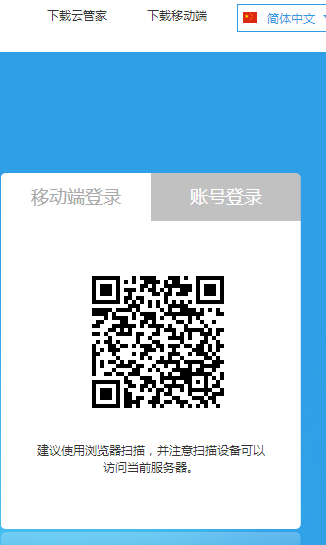 下载云管家 下载移动端 简体中文
移动端登录 账号登录
建议使用浏览器扫描，并注意扫描设备可以
访问当前服务器。